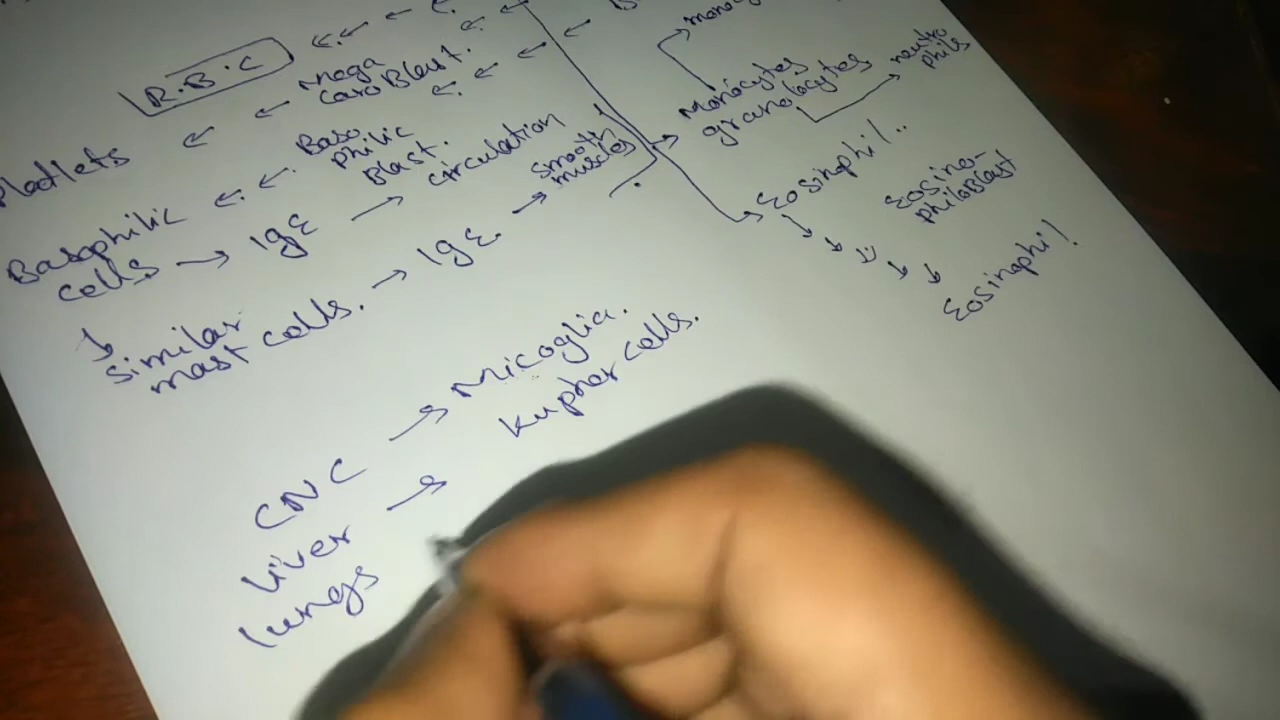 R.B.C
Mega
caro Blast.
Platlets
Baso
philic
Blast.
Basophilic
cells → IgE → circulation
similar
mast cells. → IgE. → smooth
muscles
Monocytes
granolocytes
neutro
phils
Eosinophil..
Eosino-
philoBlast
Eosinophil
CNC → Micoglia.
liver → kupher cells.
lungs